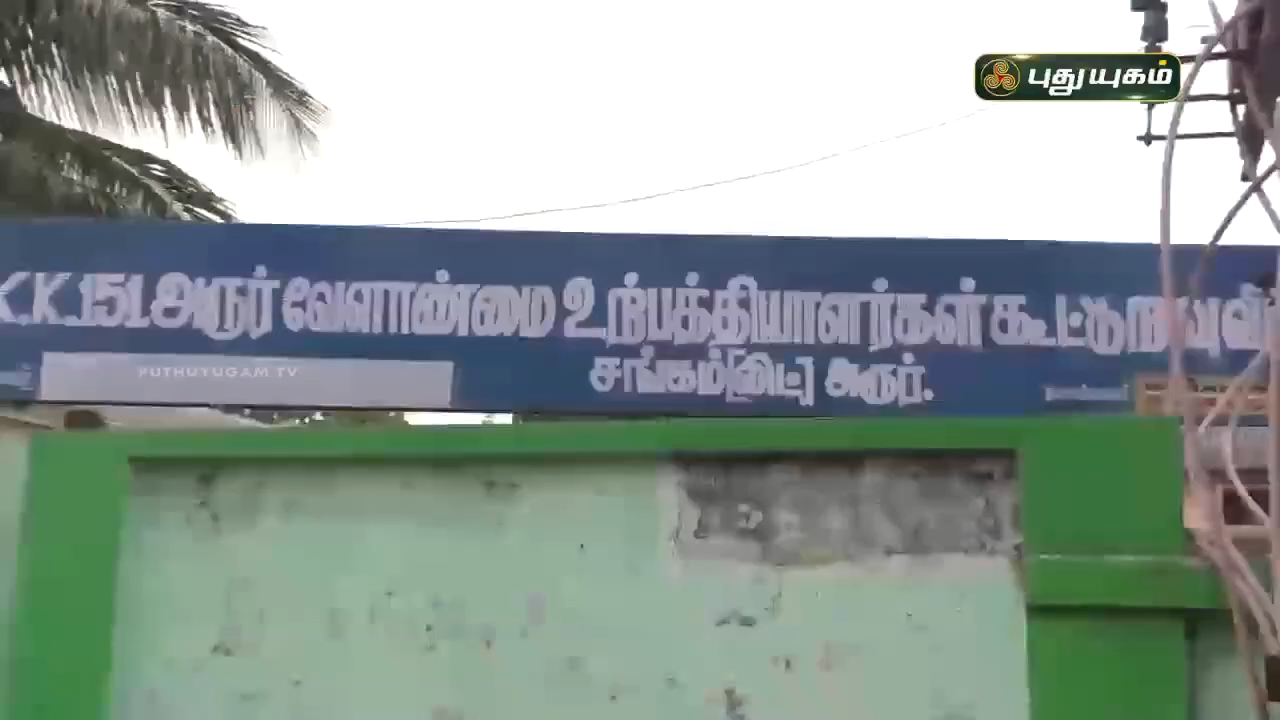 புதுயுகம்
K.K.151.அரூர் வேளாண்மை உற்பத்தியாளர்கள் கூட்டுறவு
சங்கம்[லிட்] அரூர்.
PUTHUYUGAM TV